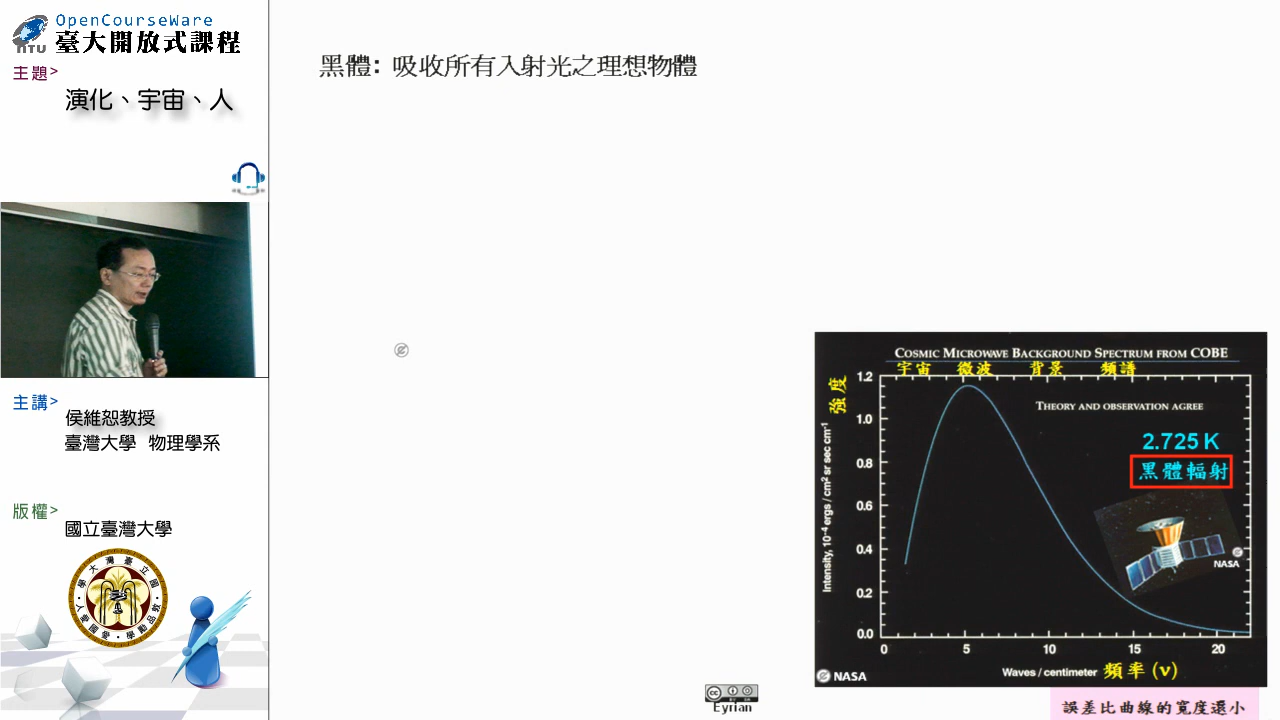 OpenCourseWare
NTU
臺大開放式課程
主題>
演化、宇宙、人
主講>
侯維恕教授
臺灣大學 物理學系
版權>
國立臺灣大學
黑體: 吸收所有入射光之理想物體
COSMIC MICROWAVE BACKGROUND SPECTRUM FROM COBE
宇宙 微波 背景 頻譜
強度
THEORY AND OBSERVATION AGREE
2.725 K
黑體輻射
NASA
Intensity, 10⁻⁴ ergs / cm² sr sec cm⁻¹
1.2
1.0
0.8
0.6
0.4
0.2
0.0
0 5 10 15 20
Waves / centimeter 頻率 (ν)
NASA
Eyrian
誤差比曲線的寬度還小